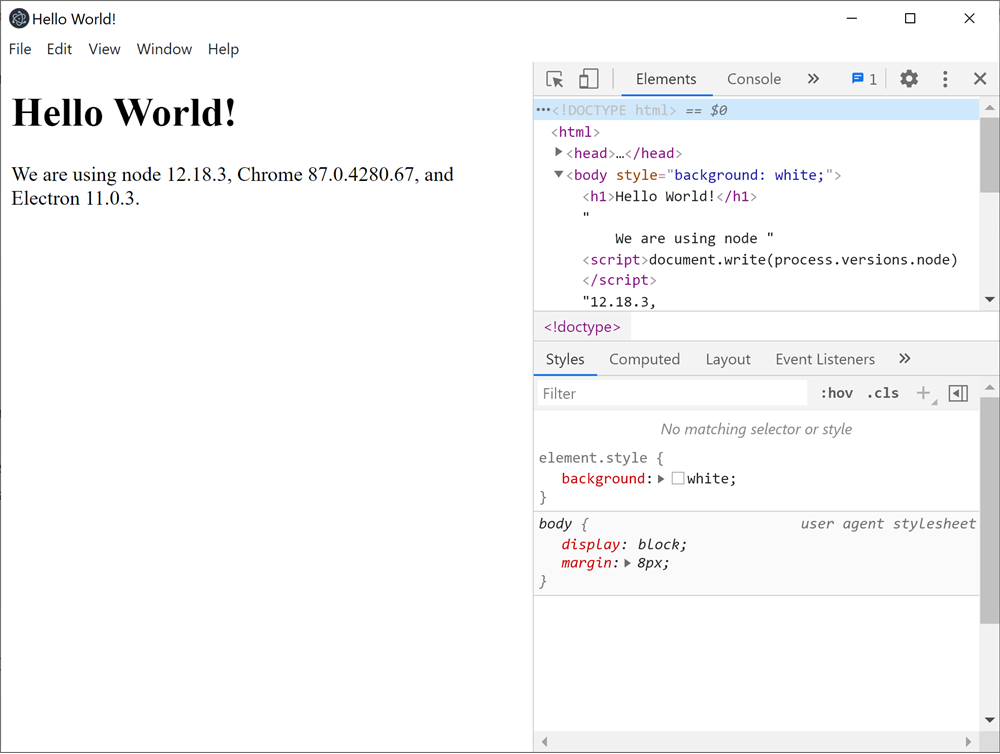 Hello World!
File Edit View Window Help
Hello World!
We are using node 12.18.3, Chrome 87.0.4280.67, and
Electron 11.0.3.
Elements Console » 1
···<!DOCTYPE html> == $0
<html>
<head>…</head>
<body style="background: white;">
<h1>Hello World!</h1>
"
We are using node "
<script>document.write(process.versions.node)
</script>
"12.18.3,
<!doctype>
Styles Computed Layout Event Listeners »
Filter :hov .cls +
No matching selector or style
element.style {
background: white;
}
body { user agent stylesheet
display: block;
margin: 8px;
}